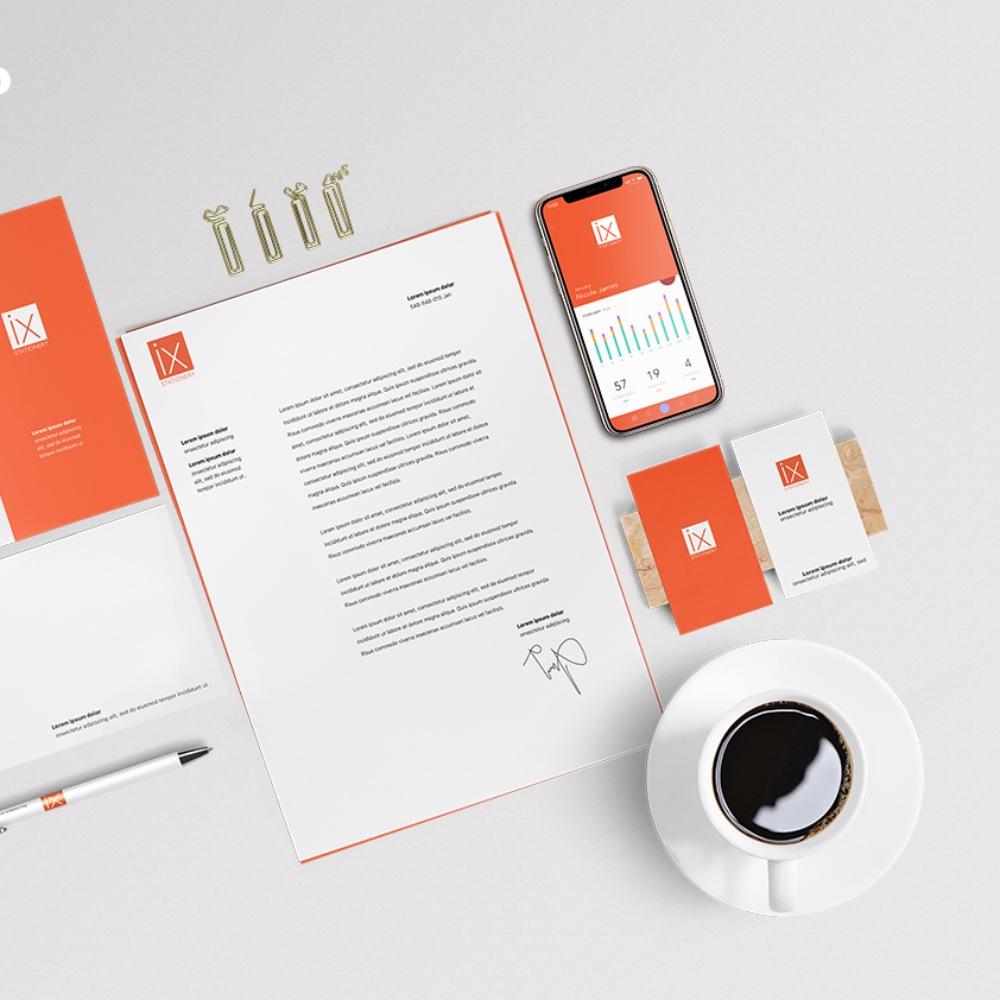 iX
STATIONERY
Lorem ipsum dolor
onsectetur adipiscing
elit, sed do eiusmod
tempor incididunt ut .
Lorem ipsum dolor
onsectetur adipiscing elit, sed do eiusmod tempor incididunt ut .
iX
iX
STATIONERY
Lorem ipsum dolor
548-548-015 Jan
Lorem ipsum dolor
onsectetur adipiscing
Lorem ipsum dolor
onsectetur adipiscing
elit, sed do eiusmod
tempor incididunt ut .
Lorem ipsum dolor sit amet, consectetur adipiscing elit, sed do eiusmod tempor
incididunt ut labore et dolore magna aliqua. Quis ipsum suspendisse ultrices gravida.
Risus commodo viverra maecenas accumsan lacus vel facilisis. Lorem ipsum dolor sit
amet, consectetur adipiscing elit, sed do eiusmod tempor incididunt ut labore et
dolore magna aliqua. Quis ipsum suspendisse ultrices gravida. Risus commodo
viverra maecenas accumsan lacus vel facilisis. Lorem ipsum dolor sit amet,
consectetur adipiscing elit, sed do eiusmod tempor incididunt ut labore et dolore
magna aliqua. Quis ipsum suspendisse ultrices gravida. Risus commodo viverra
maecenas accumsan lacus vel facilisis.
Lorem ipsum dolor sit amet, consectetur adipiscing elit, sed do eiusmod tempor
incididunt ut labore et dolore magna aliqua. Quis ipsum suspendisse ultrices gravida.
Risus commodo viverra maecenas accumsan lacus vel facilisis.
Lorem ipsum dolor sit amet, consectetur adipiscing elit, sed do eiusmod tempor
incididunt ut labore et dolore magna aliqua. Quis ipsum suspendisse ultrices gravida.
Risus commodo viverra maecenas accumsan lacus vel facilisis.
Lorem ipsum dolor sit amet, consectetur adipiscing elit, sed do eiusmod tempor
incididunt ut labore et dolore magna aliqua. Quis ipsum suspendisse ultrices gravida.
Risus commodo viverra maecenas accumsan lacus vel facilisis.
Lorem ipsum dolor
onsectetur adipiscing
iX
STATIONERY
January
Nicole James
FEBRUARY
57
19
4
iX
STATIONERY
iX
STATIONERY
Lorem ipsum dolor
onsectetur adipiscing
Lorem ipsum dolor
onsectetur adipiscing elit, sed